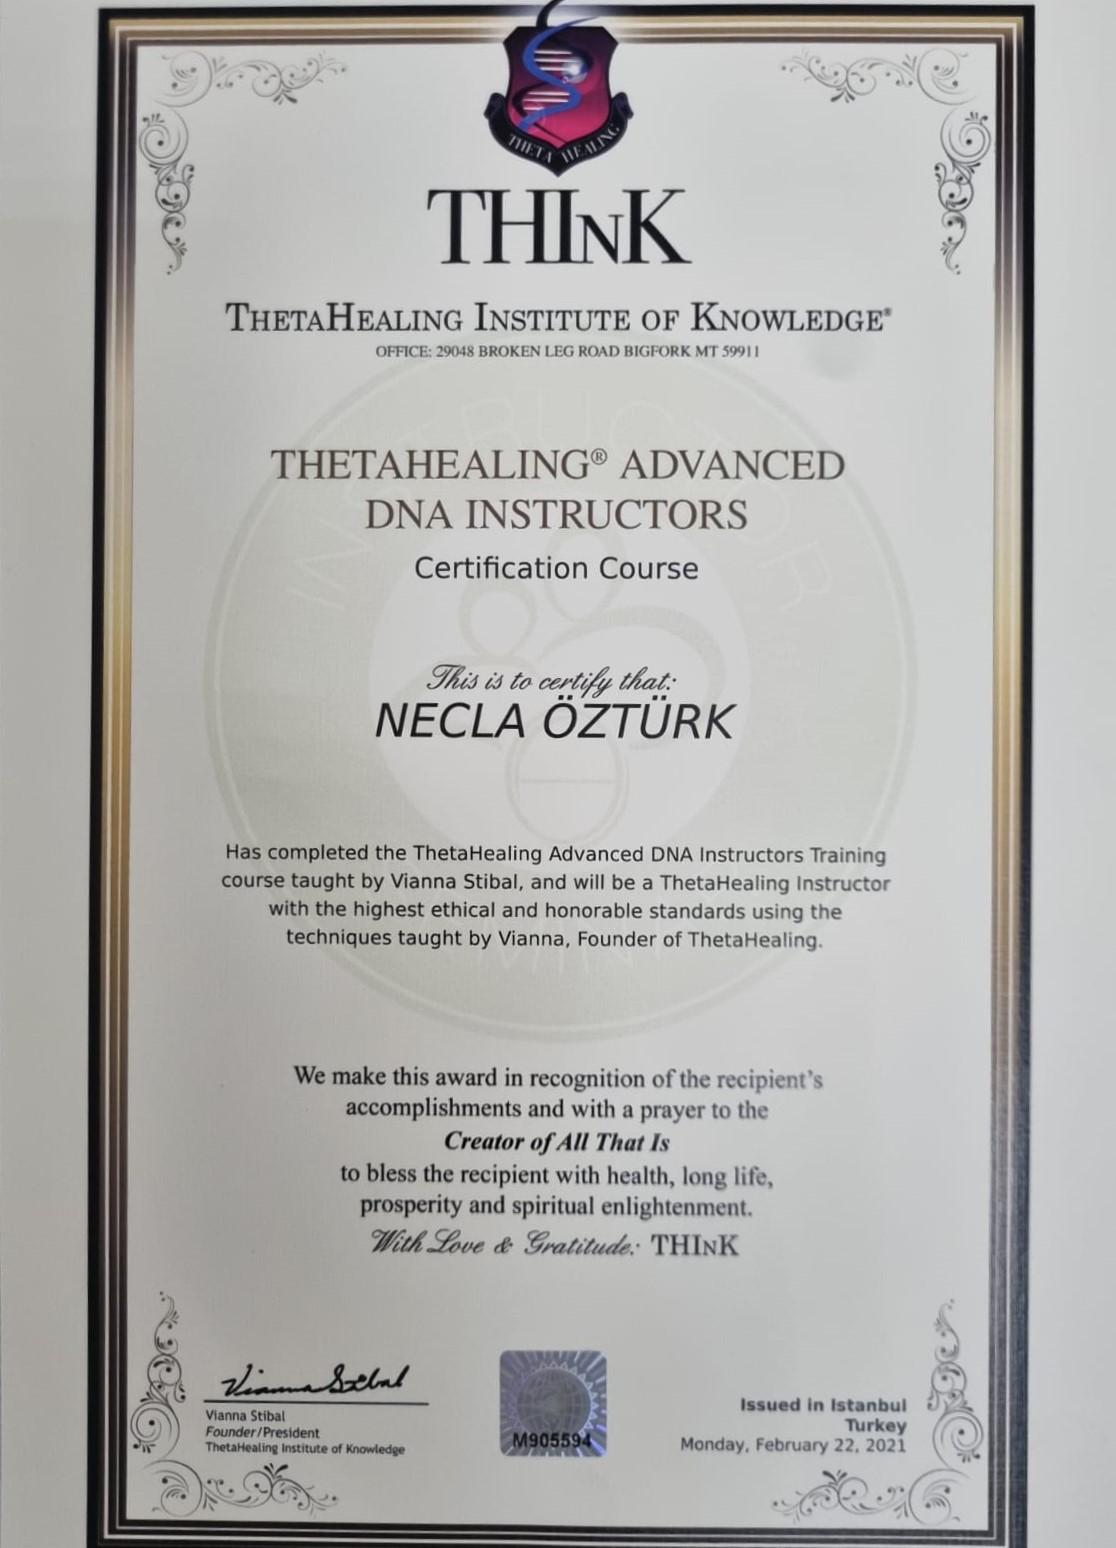 THETA HEALING
THINK
THETAHEALING INSTITUTE OF KNOWLEDGE®
OFFICE: 29048 BROKEN LEG ROAD BIGFORK MT 59911
THETAHEALING® ADVANCED
DNA INSTRUCTORS
Certification Course
This is to certify that:
NECLA ÖZTÜRK
Has completed the ThetaHealing Advanced DNA Instructors Training
course taught by Vianna Stibal, and will be a ThetaHealing Instructor
with the highest ethical and honorable standards using the
techniques taught by Vianna, Founder of ThetaHealing.
We make this award in recognition of the recipient's
accomplishments and with a prayer to the
Creator of All That Is
to bless the recipient with health, long life,
prosperity and spiritual enlightenment.
With Love & Gratitude: THINK
Vianna Stibal
Vianna Stibal
Founder/President
ThetaHealing Institute of Knowledge
M905594
Issued in Istanbul
Turkey
Monday, February 22, 2021